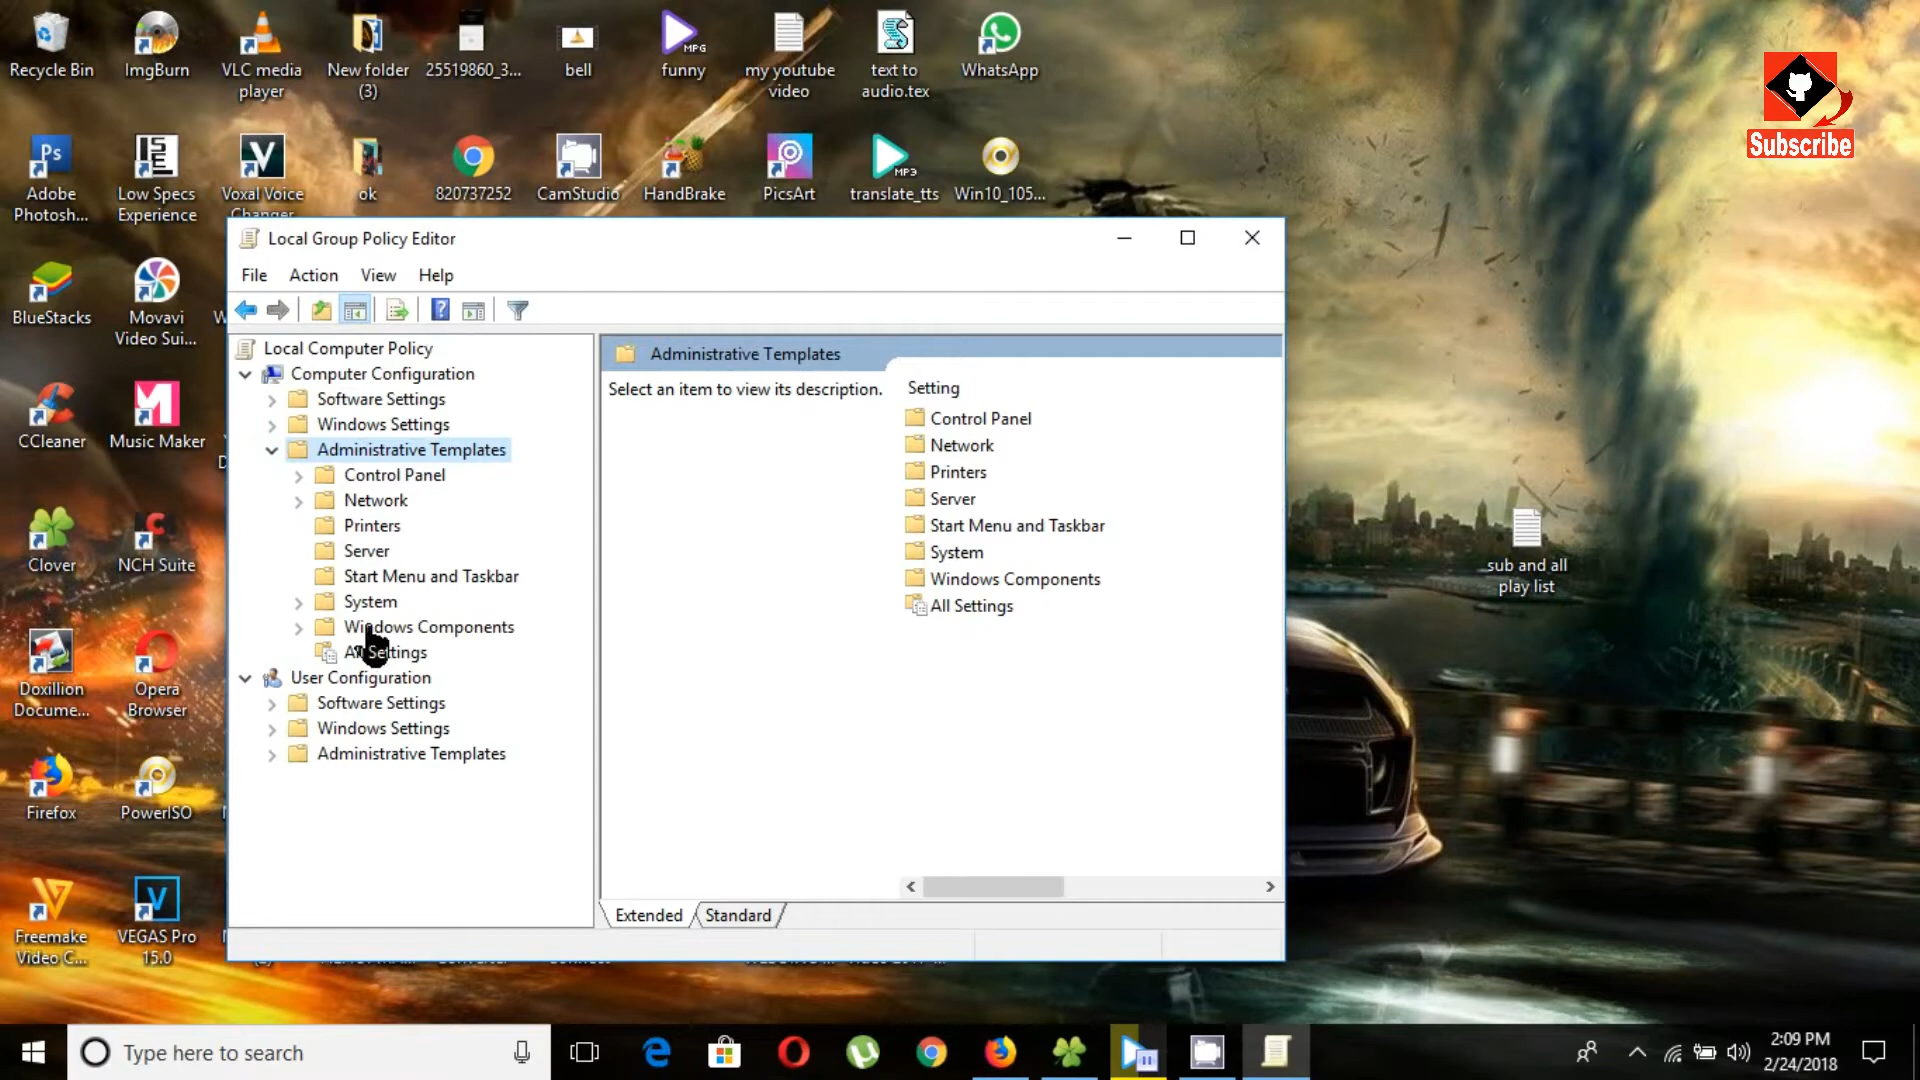 Recycle Bin
ImgBurn
VLC media
player
New folder
(3)
25519860_3...
bell
MPG
funny
my youtube
video
text to
audio.tex
WhatsApp
Subscribe
Ps
Adobe
Photosh...
Low Specs
Experience
Voxal Voice
Changer
ok
820737252
CamStudio
HandBrake
PicsArt
MP3
translate_tts
Win10_105...
BlueStacks
Movavi
Video Sui...
CCleaner
Music Maker
Clover
NCH Suite
Doxillion
Docume...
Opera
Browser
Firefox
PowerISO
Freemake
Video C...
VEGAS Pro
15.0
sub and all
play list
Local Group Policy Editor
File Action View Help
Local Computer Policy
Computer Configuration
Software Settings
Windows Settings
Administrative Templates
Control Panel
Network
Printers
Server
Start Menu and Taskbar
System
Windows Components
All Settings
User Configuration
Software Settings
Windows Settings
Administrative Templates
Administrative Templates
Select an item to view its description.
Setting
Control Panel
Network
Printers
Server
Start Menu and Taskbar
System
Windows Components
All Settings
Extended
Standard
Type here to search
2:09 PM
2/24/2018